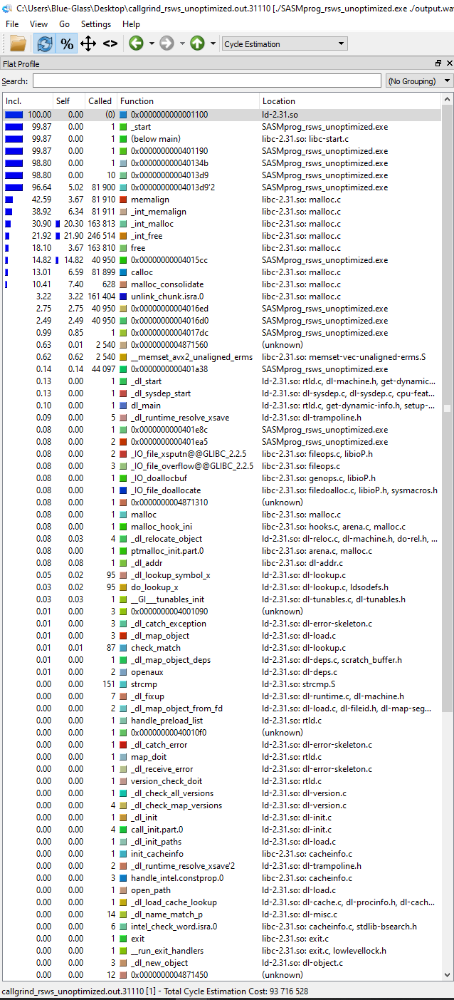 C:\Users\Blue-Glass\Desktop\callgrind_rsws_unoptimized.out.31110 [./SASMprog_rsws_unoptimized.exe ./output.wav
File View Go Settings Help
% <> Cycle Estimation
Flat Profile
Search: (No Grouping)
Incl. Self Called Function Location
100.00 0.00 (0) 0x0000000000001100 ld-2.31.so
99.87 0.00 1 _start SASMprog_rsws_unoptimized.exe
99.87 0.00 1 (below main) libc-2.31.so: libc-start.c
99.87 0.00 1 0x0000000000401190 SASMprog_rsws_unoptimized.exe
98.80 0.00 1 0x000000000040134b SASMprog_rsws_unoptimized.exe
98.80 0.00 10 0x00000000004013d9 SASMprog_rsws_unoptimized.exe
96.64 5.02 81 900 0x00000000004013d9'2 SASMprog_rsws_unoptimized.exe
42.59 3.67 81 910 memalign libc-2.31.so: malloc.c
38.92 6.34 81 911 _int_memalign libc-2.31.so: malloc.c
30.90 20.30 163 813 _int_malloc libc-2.31.so: malloc.c
21.92 21.90 246 514 _int_free libc-2.31.so: malloc.c
18.10 3.67 163 810 free libc-2.31.so: malloc.c
14.82 14.82 40 950 0x00000000004015cc SASMprog_rsws_unoptimized.exe
13.01 6.59 81 899 calloc libc-2.31.so: malloc.c
10.41 7.40 628 malloc_consolidate libc-2.31.so: malloc.c
3.22 3.22 161 404 unlink_chunk.isra.0 libc-2.31.so: malloc.c
2.75 2.75 40 950 0x00000000004016ed SASMprog_rsws_unoptimized.exe
2.49 2.49 40 950 0x00000000004016d0 SASMprog_rsws_unoptimized.exe
0.99 0.85 1 0x00000000004017dc SASMprog_rsws_unoptimized.exe
0.63 0.01 2 540 0x0000000004871560 (unknown)
0.62 0.62 2 540 __memset_avx2_unaligned_erms libc-2.31.so: memset-vec-unaligned-erms.S
0.14 0.14 44 097 0x0000000000401a38 SASMprog_rsws_unoptimized.exe
0.13 0.00 1 _dl_start ld-2.31.so: rtld.c, dl-machine.h, get-dynamic...
0.13 0.00 1 _dl_sysdep_start ld-2.31.so: dl-sysdep.c, dl-sysdep.c, cpu-feat...
0.10 0.00 1 dl_main ld-2.31.so: rtld.c, get-dynamic-info.h, setup-...
0.09 0.00 5 _dl_runtime_resolve_xsave ld-2.31.so: dl-trampoline.h
0.08 0.00 1 0x0000000000401e8c SASMprog_rsws_unoptimized.exe
0.08 0.00 2 0x0000000000401ea5 SASMprog_rsws_unoptimized.exe
0.08 0.00 2 _IO_file_xsputn@@GLIBC_2.2.5 libc-2.31.so: fileops.c, libioP.h
0.08 0.00 3 _IO_file_overflow@@GLIBC_2.2.5 libc-2.31.so: fileops.c
0.08 0.00 1 _IO_doallocbuf libc-2.31.so: genops.c, libioP.h
0.08 0.00 1 _IO_file_doallocate libc-2.31.so: filedoalloc.c, libioP.h, sysmacros.h
0.08 0.00 2 0x0000000004871310 (unknown)
0.08 0.00 1 malloc libc-2.31.so: malloc.c
0.08 0.00 1 malloc_hook_ini libc-2.31.so: hooks.c, arena.c, malloc.c
0.08 0.03 4 _dl_relocate_object ld-2.31.so: dl-reloc.c, dl-machine.h, do-rel.h, ...
0.08 0.00 1 ptmalloc_init.part.0 libc-2.31.so: arena.c, malloc.c
0.08 0.08 1 _dl_addr libc-2.31.so: dl-addr.c
0.05 0.02 95 _dl_lookup_symbol_x ld-2.31.so: dl-lookup.c
0.03 0.02 95 do_lookup_x ld-2.31.so: dl-lookup.c, ldsodefs.h
0.03 0.03 1 __GI___tunables_init ld-2.31.so: dl-tunables.c, dl-tunables.h
0.01 0.00 3 0x0000000004001090 (unknown)
0.01 0.00 3 _dl_catch_exception ld-2.31.so: dl-error-skeleton.c
0.01 0.00 3 _dl_map_object ld-2.31.so: dl-load.c
0.01 0.01 87 check_match ld-2.31.so: dl-lookup.c
0.01 0.00 1 _dl_map_object_deps ld-2.31.so: dl-deps.c, scratch_buffer.h
0.01 0.00 2 openaux ld-2.31.so: dl-deps.c
0.00 0.00 151 strcmp ld-2.31.so: strcmp.S
0.00 0.00 7 _dl_fixup ld-2.31.so: dl-runtime.c, dl-machine.h
0.00 0.00 2 _dl_map_object_from_fd ld-2.31.so: dl-load.c, dl-fileid.h, dl-map-seg...
0.00 0.00 1 handle_preload_list ld-2.31.so: rtld.c
0.00 0.00 1 0x00000000040010f0 (unknown)
0.00 0.00 1 _dl_catch_error ld-2.31.so: dl-error-skeleton.c
0.00 0.00 1 map_doit ld-2.31.so: rtld.c
0.00 0.00 1 _dl_receive_error ld-2.31.so: dl-error-skeleton.c
0.00 0.00 1 version_check_doit ld-2.31.so: rtld.c
0.00 0.00 1 _dl_check_all_versions ld-2.31.so: dl-version.c
0.00 0.00 4 _dl_check_map_versions ld-2.31.so: dl-version.c
0.00 0.00 1 _dl_init ld-2.31.so: dl-init.c
0.00 0.00 4 call_init.part.0 ld-2.31.so: dl-init.c
0.00 0.00 1 _dl_init_paths ld-2.31.so: dl-load.c
0.00 0.00 1 init_cacheinfo libc-2.31.so: cacheinfo.c
0.00 0.00 2 _dl_runtime_resolve_xsave'2 ld-2.31.so: dl-trampoline.h
0.00 0.00 3 handle_intel.constprop.0 libc-2.31.so: cacheinfo.c
0.00 0.00 1 open_path ld-2.31.so: dl-load.c
0.00 0.00 1 _dl_load_cache_lookup ld-2.31.so: dl-cache.c, dl-procinfo.h, dl-cach...
0.00 0.00 14 _dl_name_match_p ld-2.31.so: dl-misc.c
0.00 0.00 6 intel_check_word.isra.0 libc-2.31.so: cacheinfo.c, stdlib-bsearch.h
0.00 0.00 1 exit libc-2.31.so: exit.c
0.00 0.00 1 __run_exit_handlers libc-2.31.so: exit.c, lowlevellock.h
0.00 0.00 3 _dl_new_object ld-2.31.so: dl-object.c
0.00 0.00 12 0x0000000004871450 (unknown)
callgrind_rsws_unoptimized.out.31110 [1] - Total Cycle Estimation Cost: 93 716 528